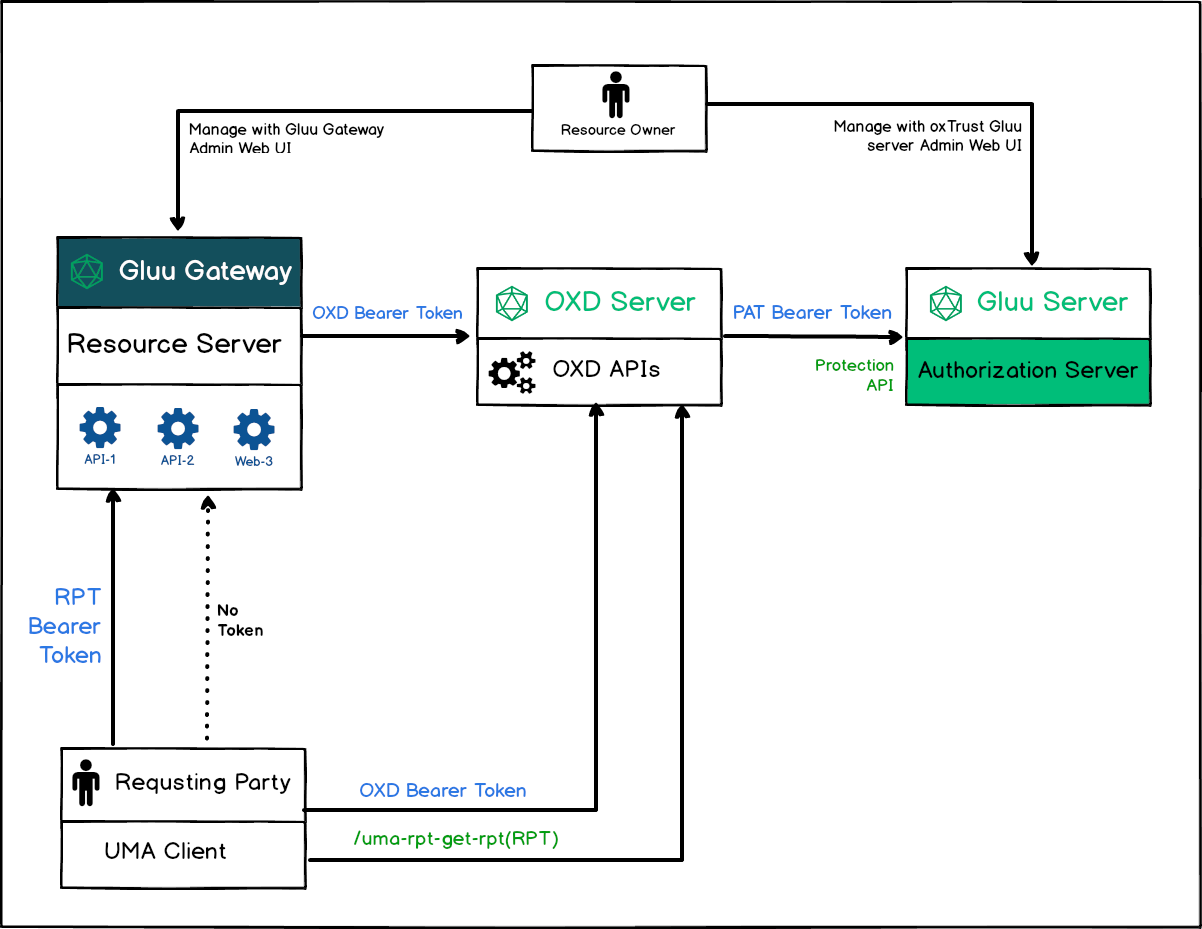 Resource Owner
Manage with Gluu Gateway
Admin Web UI
Manage with oxTrust Gluu
server Admin Web UI
Gluu Gateway
Resource Server
API-1
API-2
Web-3
OXD Bearer Token
OXD Server
OXD APIs
PAT Bearer Token
Protection
API
Gluu Server
Authorization Server
RPT
Bearer
Token
No
Token
Requsting Party
UMA Client
OXD Bearer Token
/uma-rpt-get-rpt(RPT)